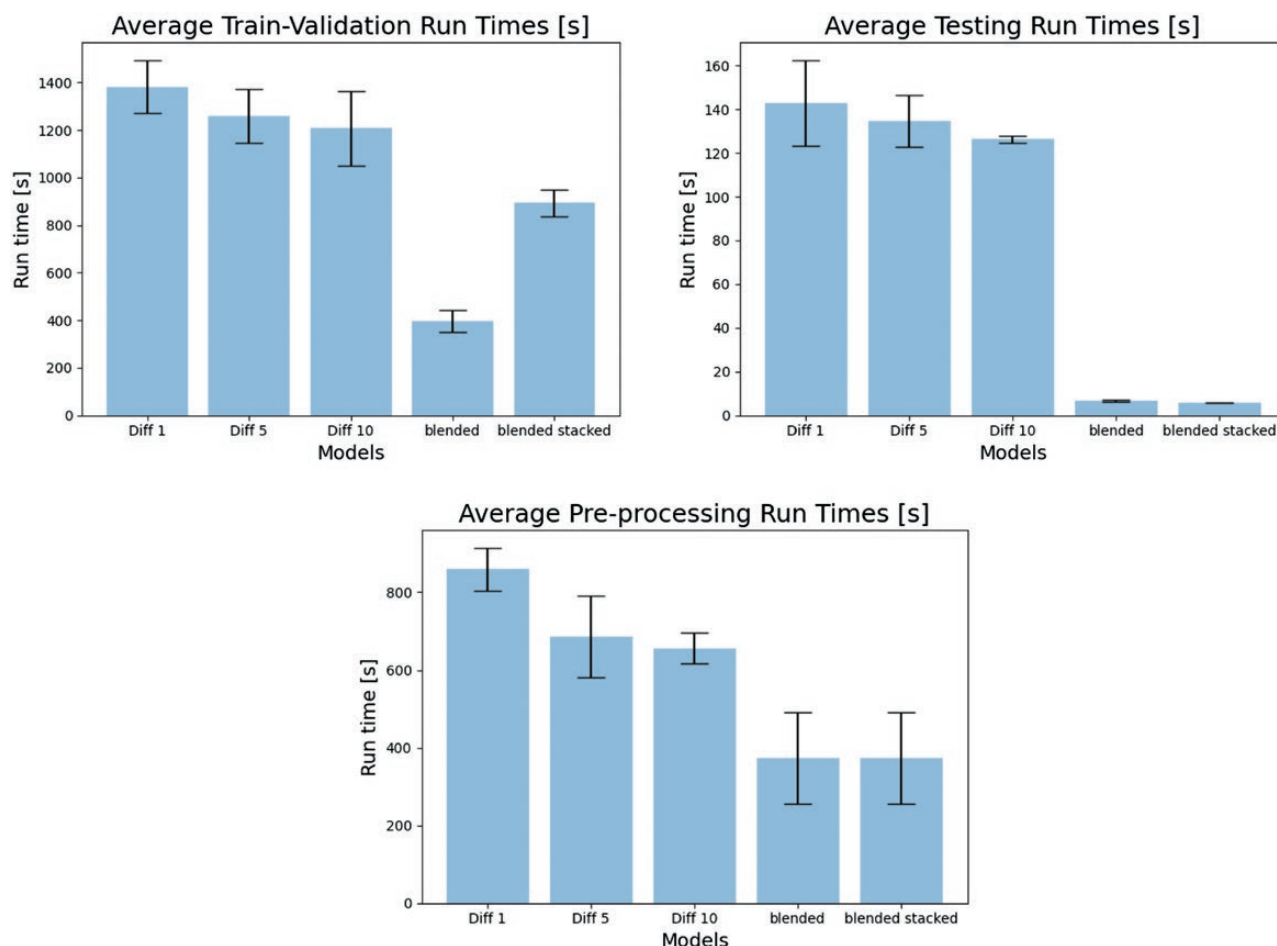 Average Train-Validation Run Times [s]
Run time [s]
1400
1200
1000
800
600
400
200
0
Diff 1 Diff 5 Diff 10 blended blended stacked
Models
Average Testing Run Times [s]
Run time [s]
160
140
120
100
80
60
40
20
0
Diff 1 Diff 5 Diff 10 blended blended stacked
Models
Average Pre-processing Run Times [s]
Run time [s]
800
600
400
200
0
Diff 1 Diff 5 Diff 10 blended blended stacked
Models